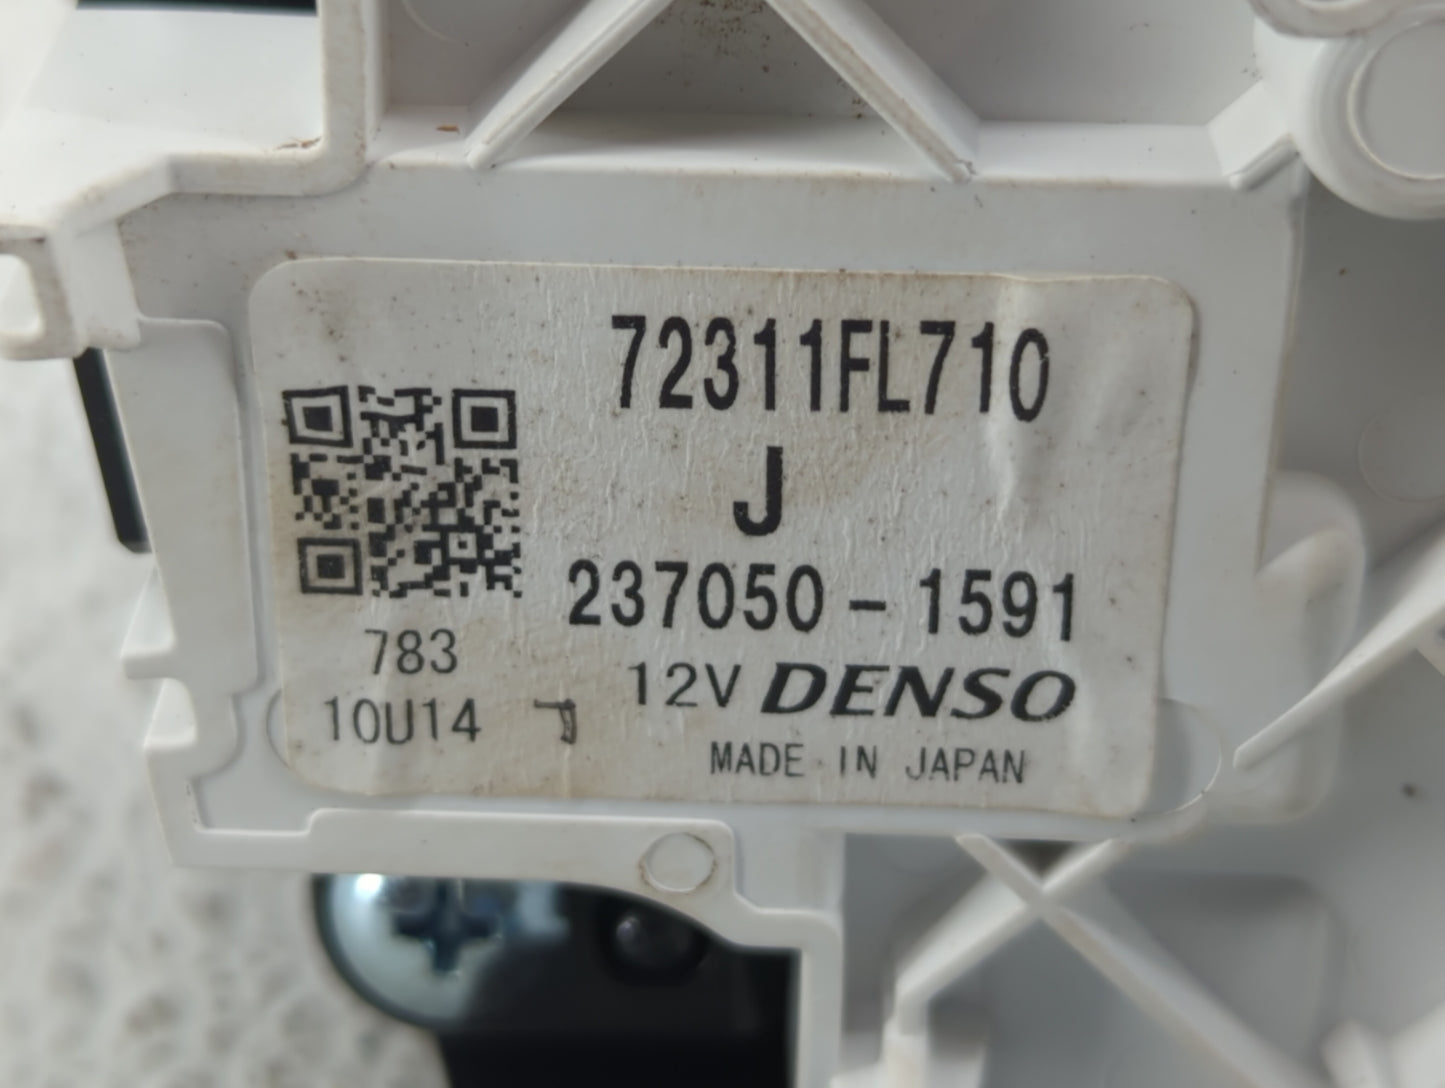 72311FL710
J
237050-1591
783
12V DENSO
10U14
MADE IN JAPAN